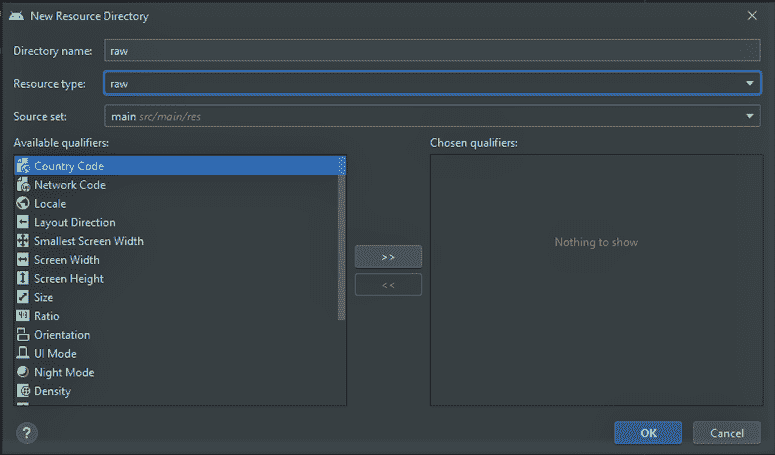 New Resource Directory
Directory name: raw
Resource type: raw
Source set: main src/main/res
Available qualifiers: Chosen qualifiers:
Country Code
Network Code
Locale
Layout Direction
Smallest Screen Width
Screen Width
Screen Height
Size
Ratio
Orientation
UI Mode
Night Mode
Density
>>
<<
Nothing to show
? OK Cancel